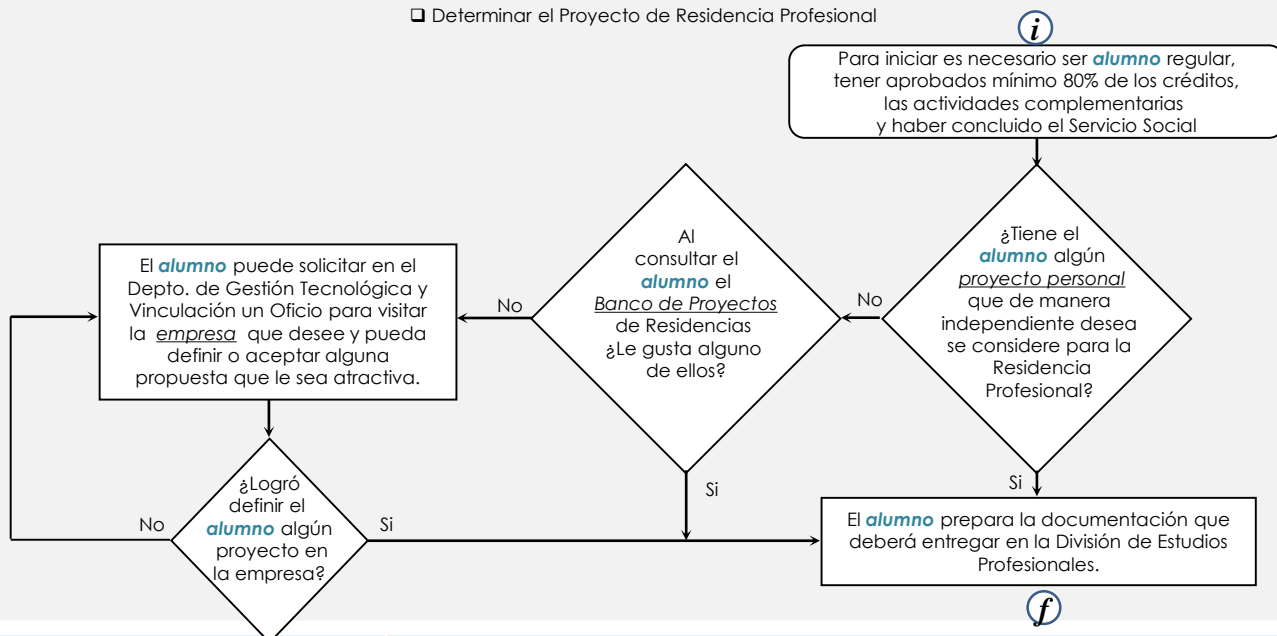 ❑ Determinar el Proyecto de Residencia Profesional
i
Para iniciar es necesario ser alumno regular,
tener aprobados mínimo 80% de los créditos,
las actividades complementarias
y haber concluido el Servicio Social
¿Tiene el
alumno algún
proyecto personal
que de manera
independiente desea
se considere para la
Residencia
Profesional?
No
Si
Al
consultar el
alumno el
Banco de Proyectos
de Residencias
¿Le gusta alguno
de ellos?
No
Si
El alumno puede solicitar en el
Depto. de Gestión Tecnológica y
Vinculación un Oficio para visitar
la empresa que desee y pueda
definir o aceptar alguna
propuesta que le sea atractiva.
¿Logró
definir el
alumno algún
proyecto en
la empresa?
No
Si
El alumno prepara la documentación que
deberá entregar en la División de Estudios
Profesionales.
f